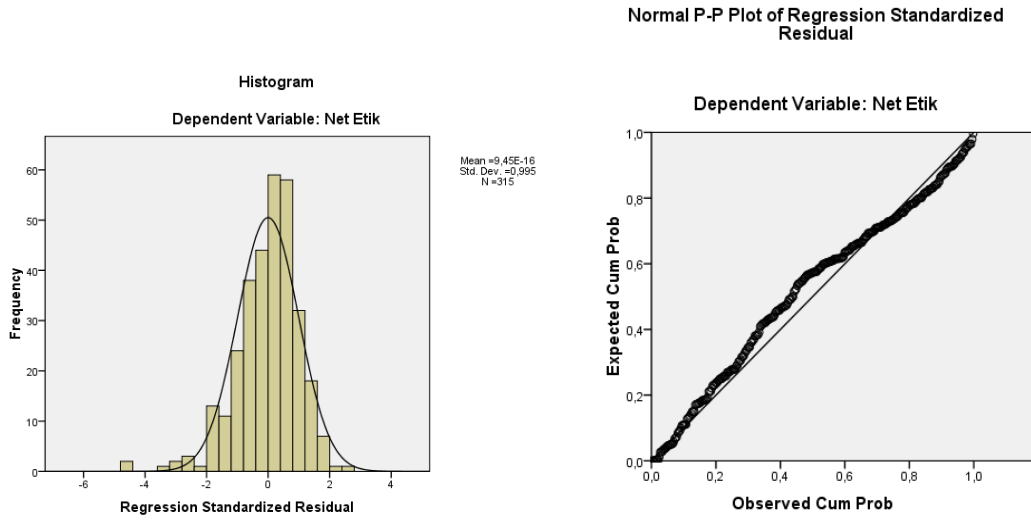 Histogram
Dependent Variable: Net Etik
Mean =9,45E-16
Std. Dev. =0,995
N =315
Frequency
60
50
40
30
20
10
0
-6 -4 -2 0 2 4
Regression Standardized Residual
Normal P-P Plot of Regression Standardized
Residual
Dependent Variable: Net Etik
Expected Cum Prob
1,0
0,8
0,6
0,4
0,2
0,0
0,0 0,2 0,4 0,6 0,8 1,0
Observed Cum Prob